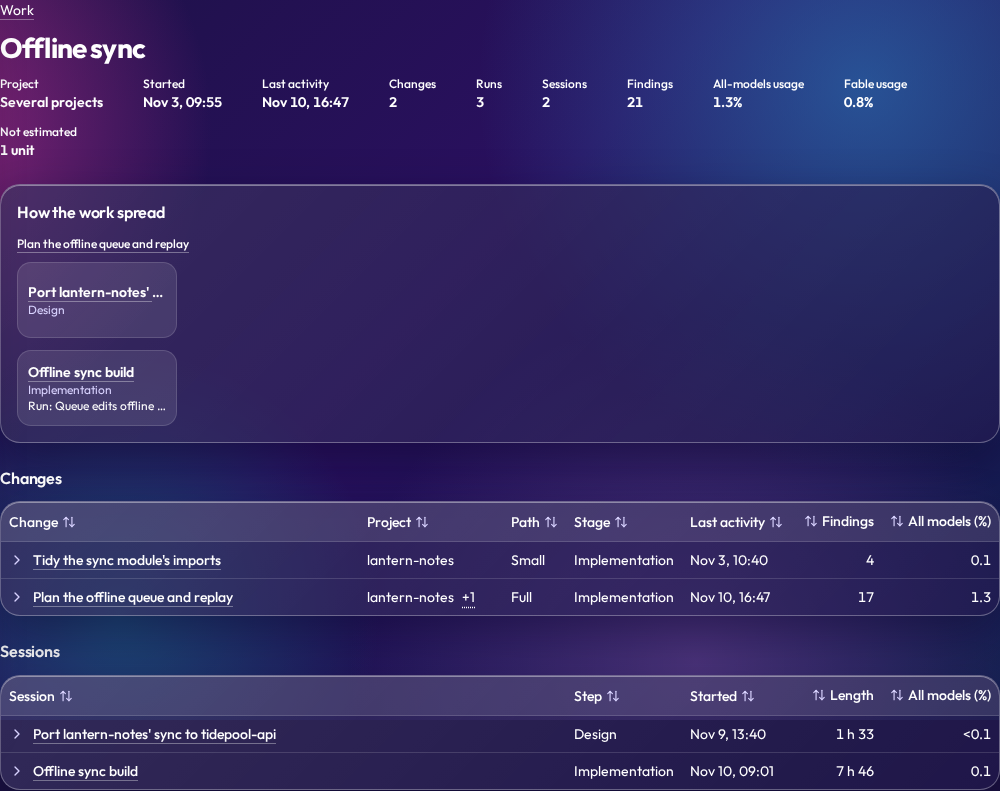 Work
Offline sync
Project Started Last activity Changes Runs Sessions Findings All-models usage Fable usage
Several projects Nov 3, 09:55 Nov 10, 16:47 2 3 2 21 1.3% 0.8%
Not estimated
1 unit
How the work spread
Plan the offline queue and replay
Port lantern-notes' ...
Design
Offline sync build
Implementation
Run: Queue edits offline ...
Changes
Change Project Path Stage Last activity Findings All models (%)
Tidy the sync module's imports lantern-notes Small Implementation Nov 3, 10:40 4 0.1
Plan the offline queue and replay lantern-notes +1 Full Implementation Nov 10, 16:47 17 1.3
Sessions
Session Step Started Length All models (%)
Port lantern-notes' sync to tidepool-api Design Nov 9, 13:40 1 h 33 <0.1
Offline sync build Implementation Nov 10, 09:01 7 h 46 0.1